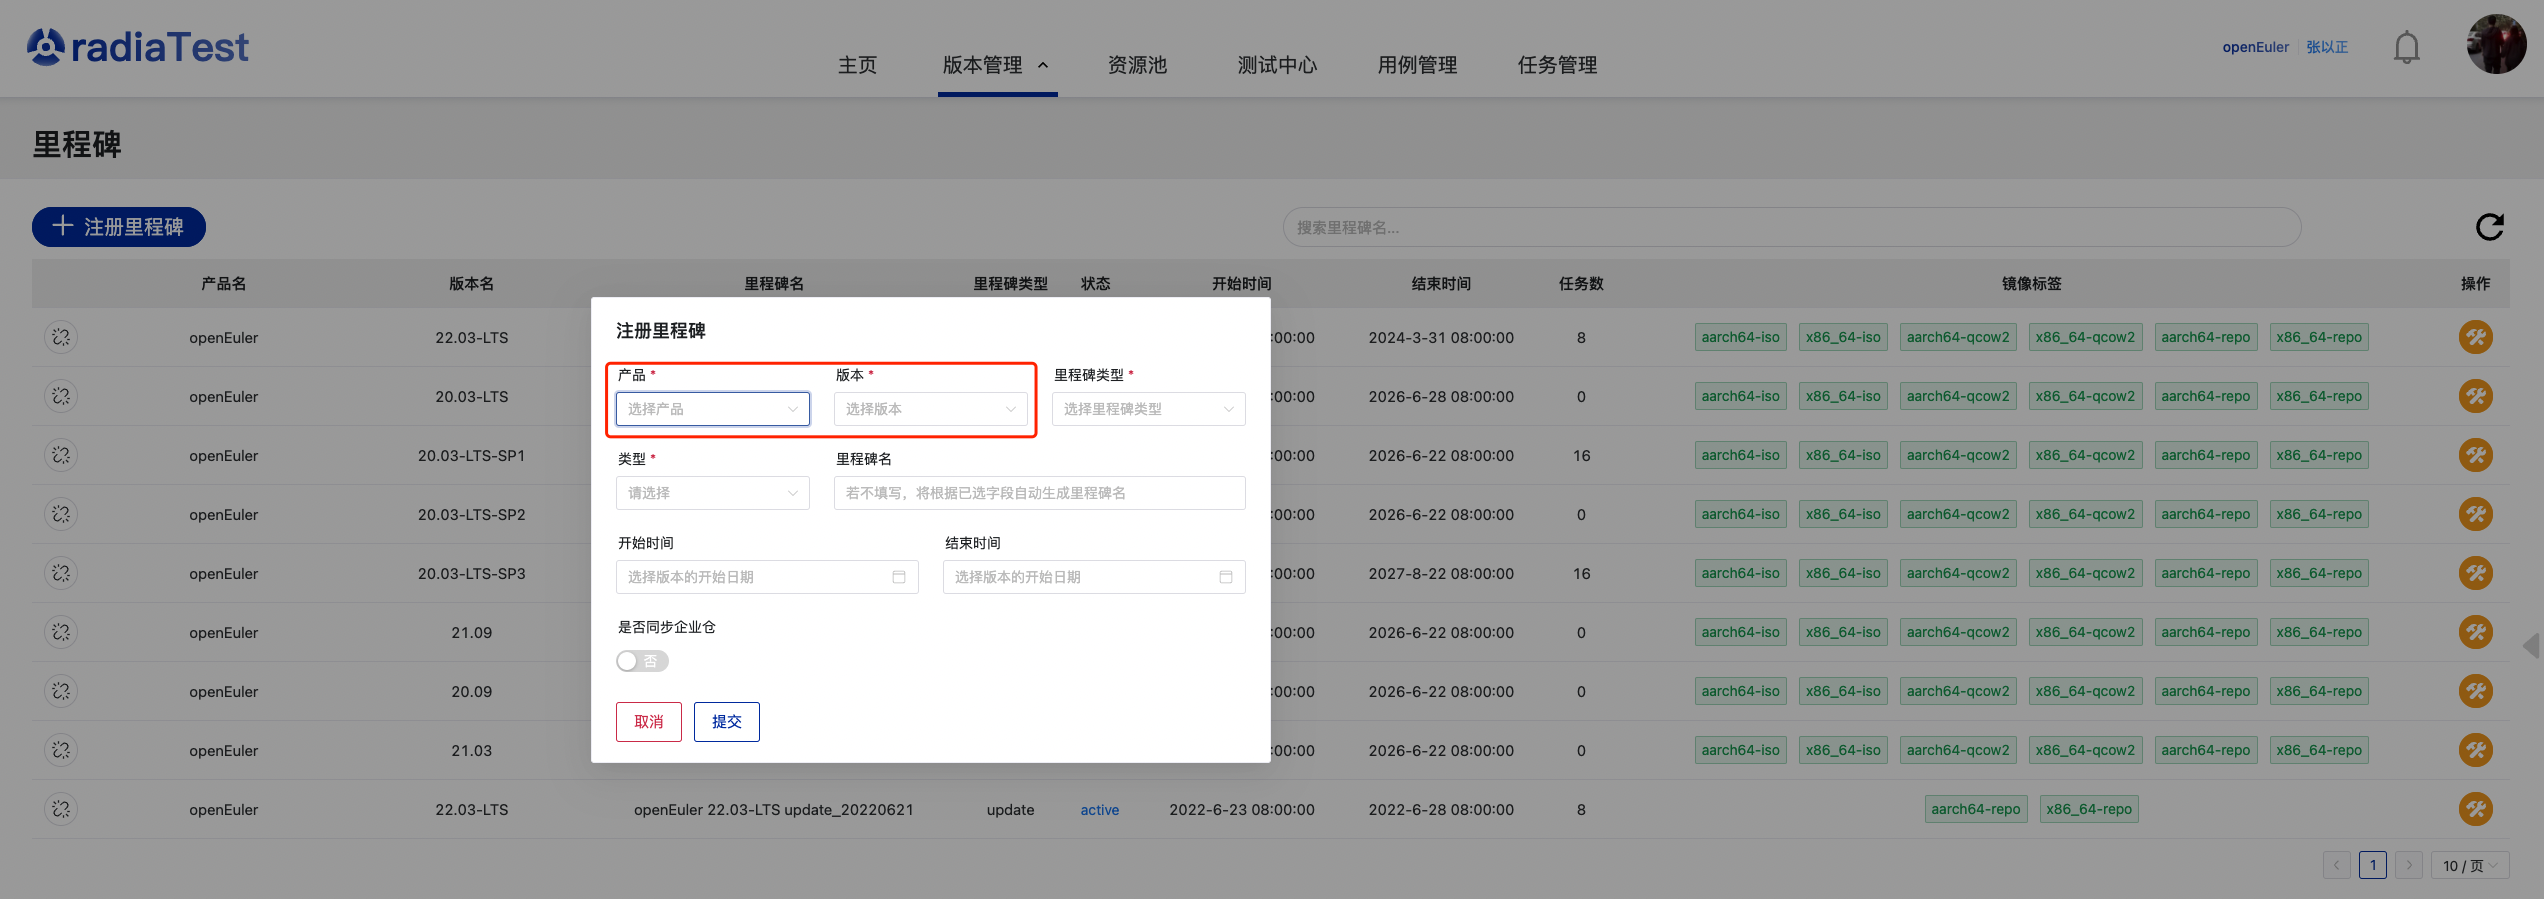 radiaTest
主页 版本管理 资源池 测试中心 用例管理 任务管理
openEuler 张以正
里程碑
注册里程碑
搜索里程碑名...
产品名 版本名 里程碑名 里程碑类型 状态 开始时间 结束时间 任务数 镜像标签 操作
openEuler 22.03-LTS :00:00 2024-3-31 08:00:00 8 aarch64-iso x86_64-iso aarch64-qcow2 x86_64-qcow2 aarch64-repo x86_64-repo
openEuler 20.03-LTS :00:00 2026-6-28 08:00:00 0 aarch64-iso x86_64-iso aarch64-qcow2 x86_64-qcow2 aarch64-repo x86_64-repo
openEuler 20.03-LTS-SP1 :00:00 2026-6-22 08:00:00 16 aarch64-iso x86_64-iso aarch64-qcow2 x86_64-qcow2 aarch64-repo x86_64-repo
openEuler 20.03-LTS-SP2 :00:00 2026-6-22 08:00:00 0 aarch64-iso x86_64-iso aarch64-qcow2 x86_64-qcow2 aarch64-repo x86_64-repo
openEuler 20.03-LTS-SP3 :00:00 2027-8-22 08:00:00 16 aarch64-iso x86_64-iso aarch64-qcow2 x86_64-qcow2 aarch64-repo x86_64-repo
openEuler 21.09 :00:00 2026-6-22 08:00:00 0 aarch64-iso x86_64-iso aarch64-qcow2 x86_64-qcow2 aarch64-repo x86_64-repo
openEuler 20.09 :00:00 2026-6-22 08:00:00 0 aarch64-iso x86_64-iso aarch64-qcow2 x86_64-qcow2 aarch64-repo x86_64-repo
openEuler 21.03 :00:00 2026-6-22 08:00:00 0 aarch64-iso x86_64-iso aarch64-qcow2 x86_64-qcow2 aarch64-repo x86_64-repo
openEuler 22.03-LTS openEuler 22.03-LTS update_20220621 update active 2022-6-23 08:00:00 2022-6-28 08:00:00 8 aarch64-repo x86_64-repo
1 10 / 页
注册里程碑
产品 * 版本 * 里程碑类型 *
选择产品 选择版本 选择里程碑类型
类型 * 里程碑名
请选择 若不填写，将根据已选字段自动生成里程碑名
开始时间 结束时间
选择版本的开始日期 选择版本的开始日期
是否同步企业仓
否
取消 提交